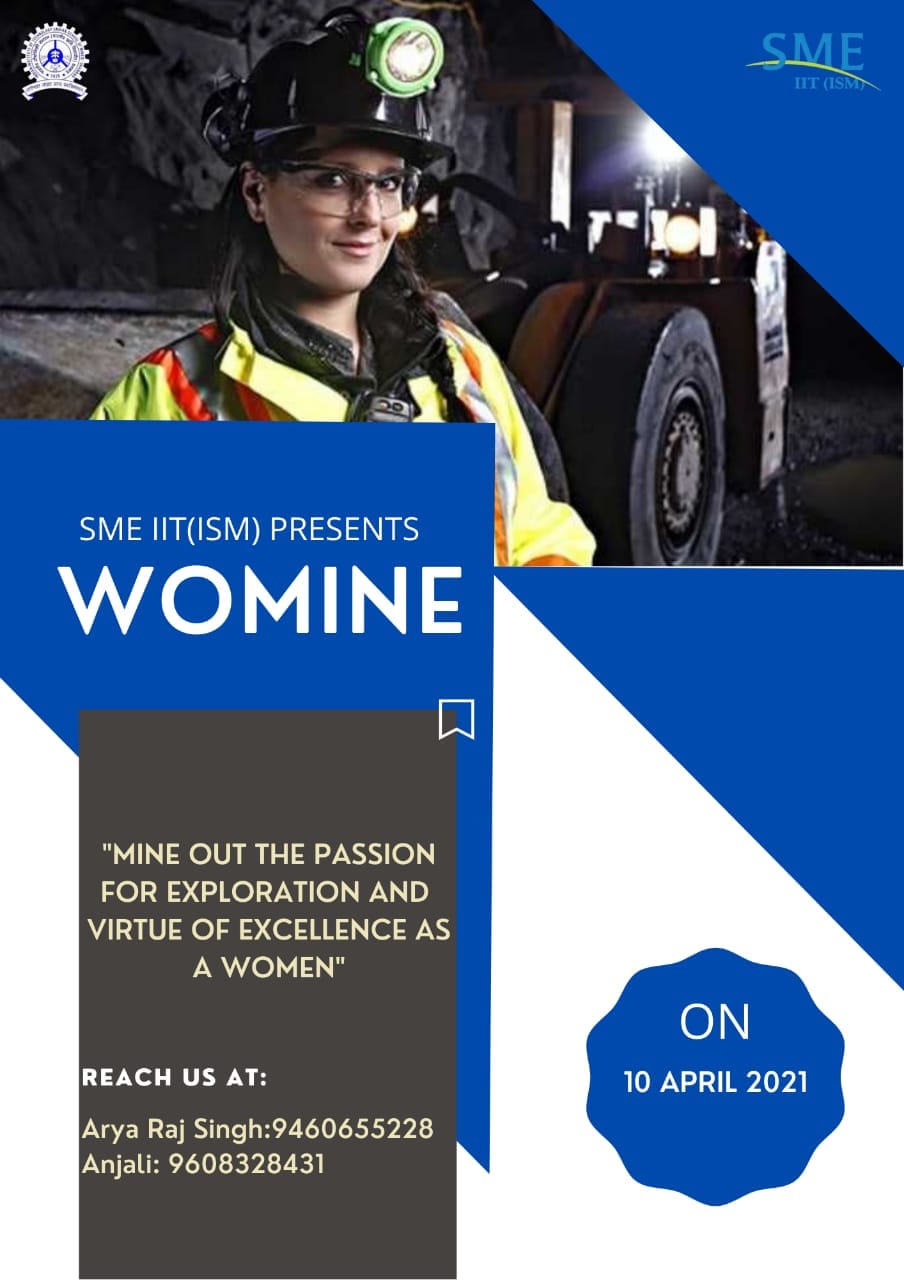 SME
IIT (ISM)
SME IIT(ISM) PRESENTS
WOMINE
"MINE OUT THE PASSION
FOR EXPLORATION AND
VIRTUE OF EXCELLENCE AS
A WOMEN"
REACH US AT:
Arya Raj Singh:9460655228
Anjali: 9608328431
ON
10 APRIL 2021